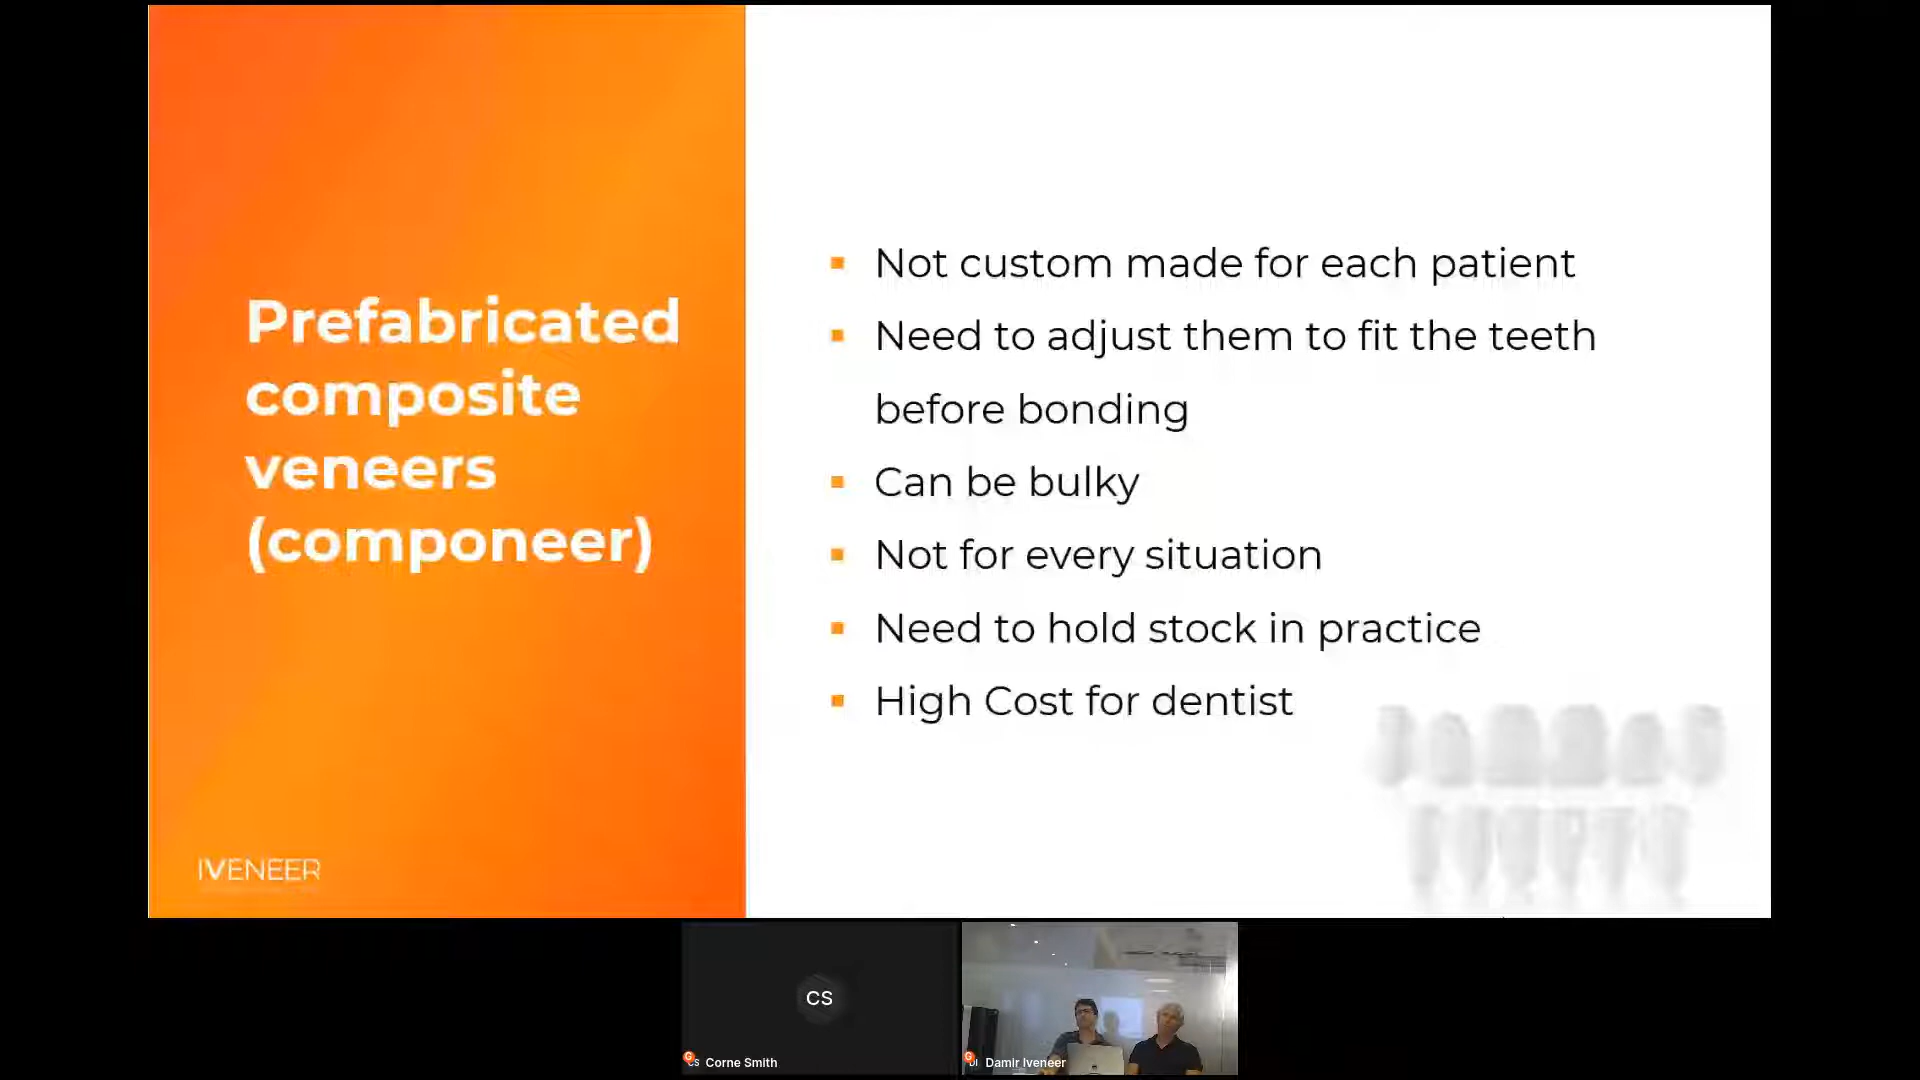 Prefabricated
composite
veneers
(componeer)
Not custom made for each patient
Need to adjust them to fit the teeth
before bonding
Can be bulky
Not for every situation
Need to hold stock in practice
High Cost for dentist
IVENEER
CS
G CS Corne Smith
G DI Damir Iveneer